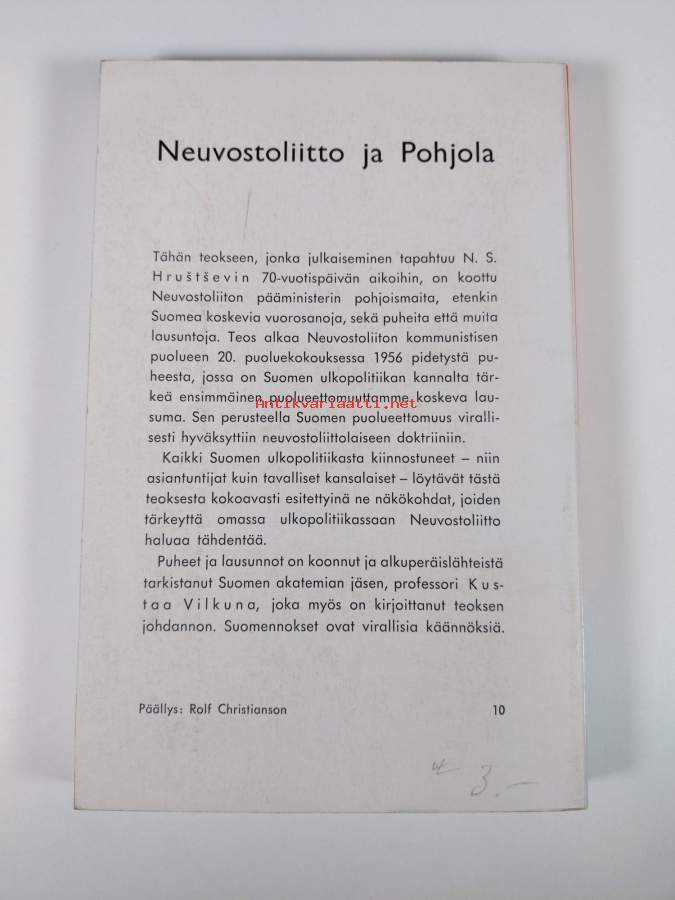 Neuvostoliitto ja Pohjola
Tähän teokseen, jonka julkaiseminen tapahtuu N. S.
Hruštševin 70-vuotispäivän aikoihin, on koottu
Neuvostoliiton pääministerin pohjoismaita, etenkin
Suomea koskevia vuorosanoja, sekä puheita että muita
lausuntoja. Teos alkaa Neuvostoliiton kommunistisen
puolueen 20. puoluekokouksessa 1956 pidetystä pu-
heesta, jossa on Suomen ulkopolitiikan kannalta tär-
keä ensimmäinen puolueettomuuttamme koskeva lau-
Antikvariaatti.net
suma. Sen perusteella Suomen puolueettomuus viralli-
sesti hyväksyttiin neuvostoliittolaiseen doktriiniin.
Kaikki Suomen ulkopolitiikasta kiinnostuneet – niin
asiantuntijat kuin tavalliset kansalaiset – löytävät tästä
teoksesta kokoavasti esitettyinä ne näkökohdat, joiden
tärkeyttä omassa ulkopolitiikassaan Neuvostoliitto
haluaa tähdentää.
Puheet ja lausunnot on koonnut ja alkuperäislähteistä
tarkistanut Suomen akatemian jäsen, professori Kus-
taa Vilkuna, joka myös on kirjoittanut teoksen
johdannon. Suomennokset ovat virallisia käännöksiä.
Päällys: Rolf Christianson 10
3.–